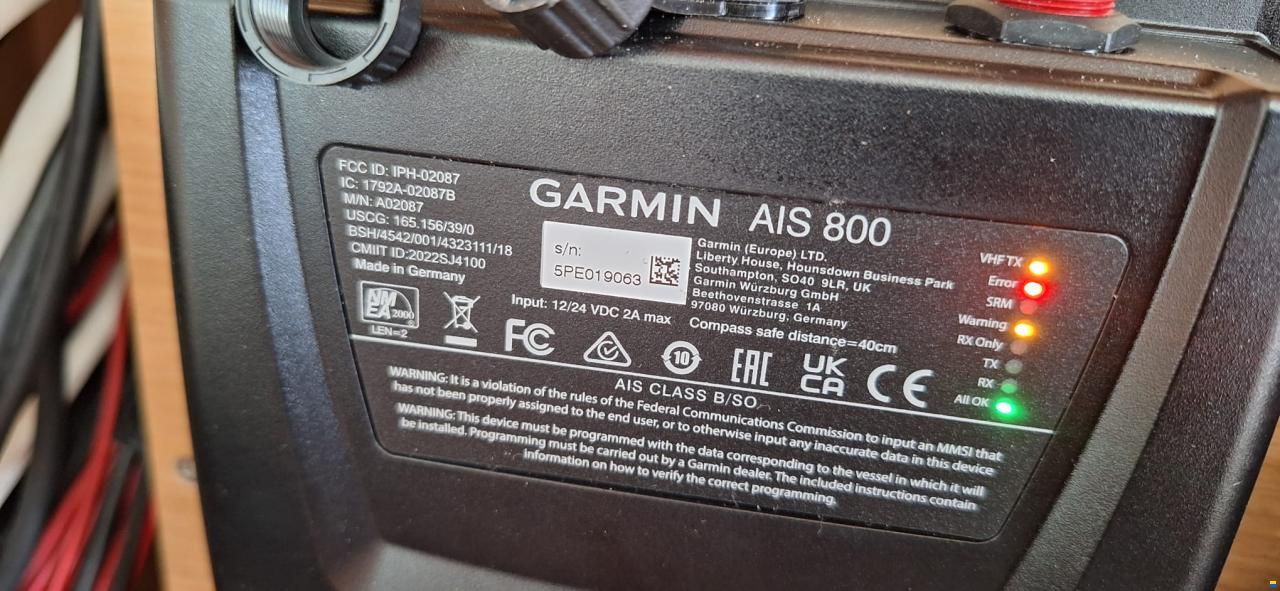 FCC ID: IPH-02087
IC: 1792A-02087B
M/N: A02087
USCG: 165.156/39/0
BSH/4542/001/4323111/18
CMIIT ID:2022SJ4100
Made in Germany
NMEA 2000®
LEN=2
GARMIN AIS 800
s/n:
5PE019063
Garmin (Europe) LTD.
Liberty House, Hounsdown Business Park
Southampton, SO40 9LR, UK
Garmin Würzburg GmbH
Beethovenstrasse 1A
97080 Würzburg, Germany
Input: 12/24 VDC 2A max
Compass safe distance=40cm
FC
10
EAC
UK
CA
CE
AIS CLASS B/SO
VHF TX
Error
SRM
Warning
RX Only
TX
RX
All OK
WARNING: It is a violation of the rules of the Federal Communications Commission to input an MMSI that
has not been properly assigned to the end user, or to otherwise input any inaccurate data in this device
WARNING: This device must be programmed with the data corresponding to the vessel in which it will
be installed. Programming must be carried out by a Garmin dealer. The included instructions contain
information on how to verify the correct programming.